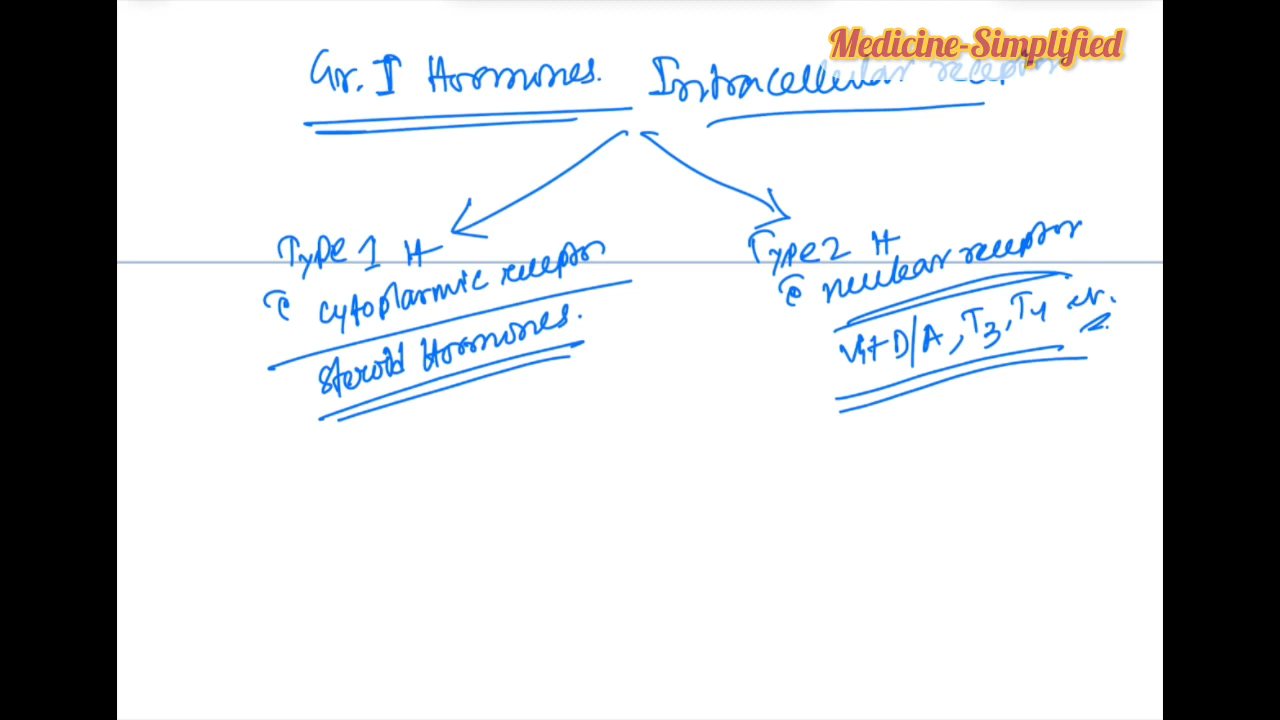 Medicine-Simplified
Gr. I Hormones. Intracellular receptor
Type 1 H
c̄ cytoplasmic receptor
Steroid Hormones.
Type 2 H
c̄ nuclear receptor
Vit D/A, T3, T4 etc.